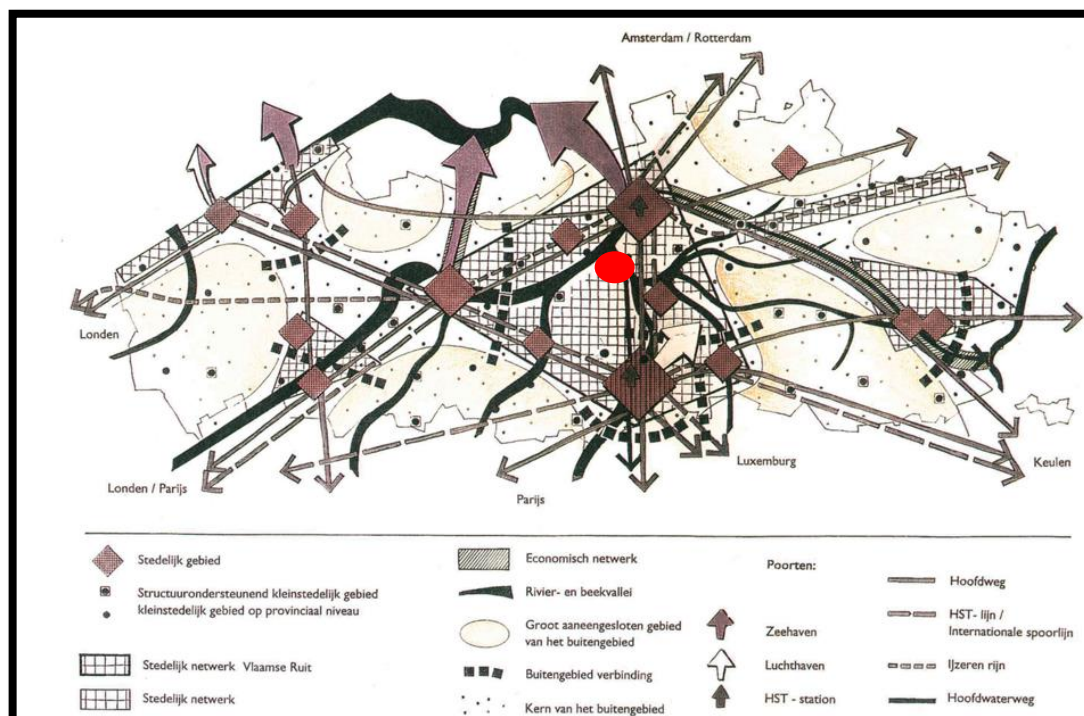 Amsterdam / Rotterdam
Londen
Londen / Parijs
Parijs
Luxemburg
Keulen
Stedelijk gebied
Structuurondersteunend kleinstedelijk gebied
kleinstedelijk gebied op provinciaal niveau
Stedelijk netwerk Vlaamse Ruit
Stedelijk netwerk
Economisch netwerk
Rivier- en beekvallei
Groot aaneengesloten gebied
van het buitengebied
Buitengebied verbinding
Kern van het buitengebied
Poorten:
Zeehaven
Luchthaven
HST - station
Hoofdweg
HST- lijn /
Internationale spoorlijn
IJzeren rijn
Hoofdwaterweg